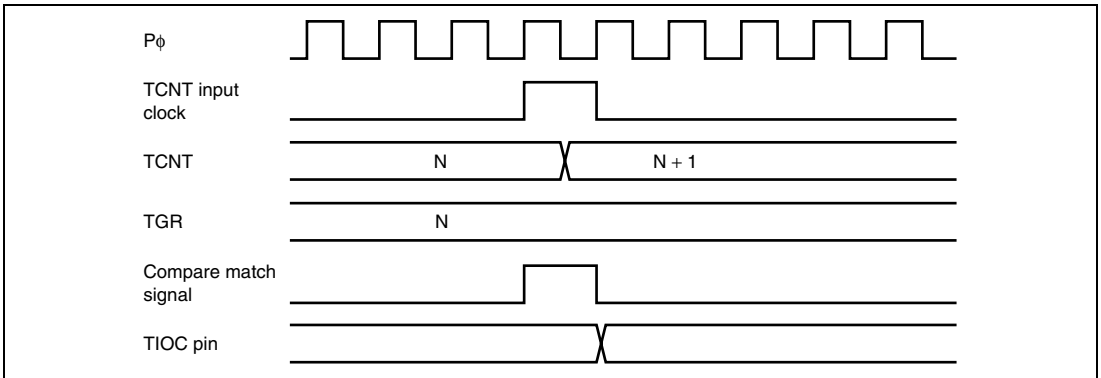 Pϕ
TCNT input
clock
TCNT
N
N + 1
TGR
N
Compare match
signal
TIOC pin